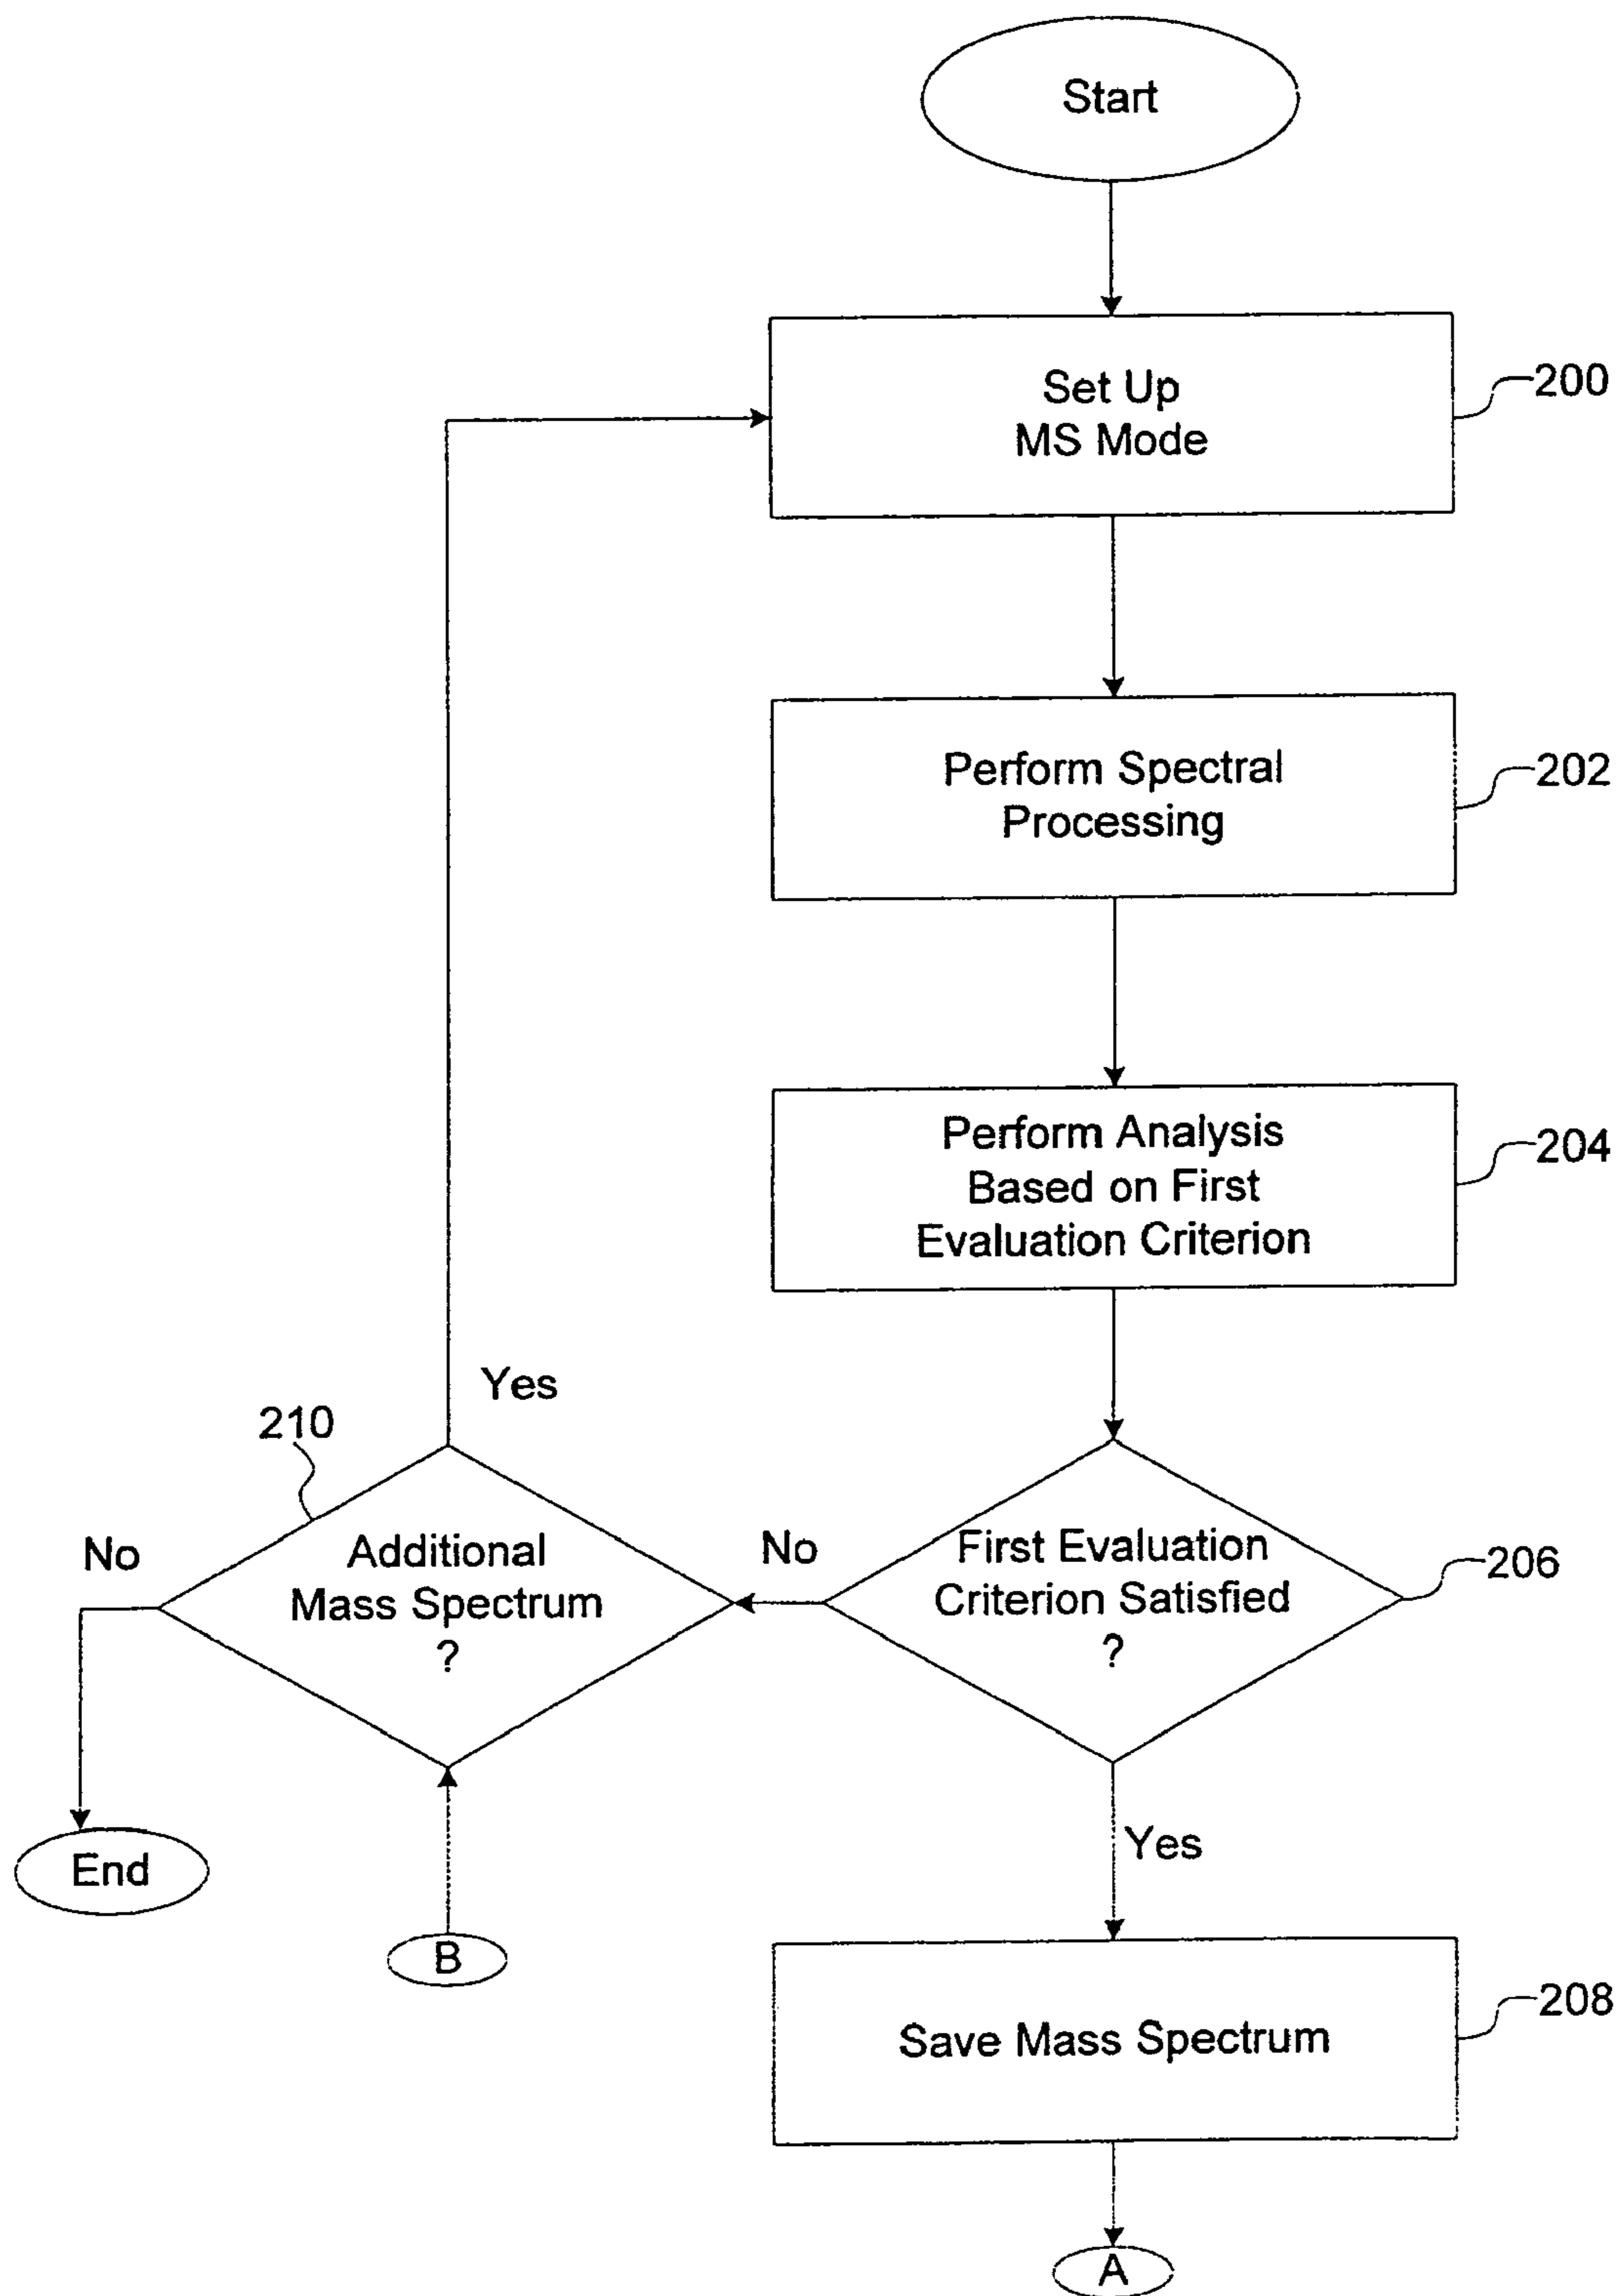 Start
Set Up
MS Mode
200
Perform Spectral
Processing
202
Perform Analysis
Based on First
Evaluation Criterion
204
Yes
210
No
Additional
Mass Spectrum
?
No
First Evaluation
Criterion Satisfied
?
206
End
B
Yes
Save Mass Spectrum
208
A